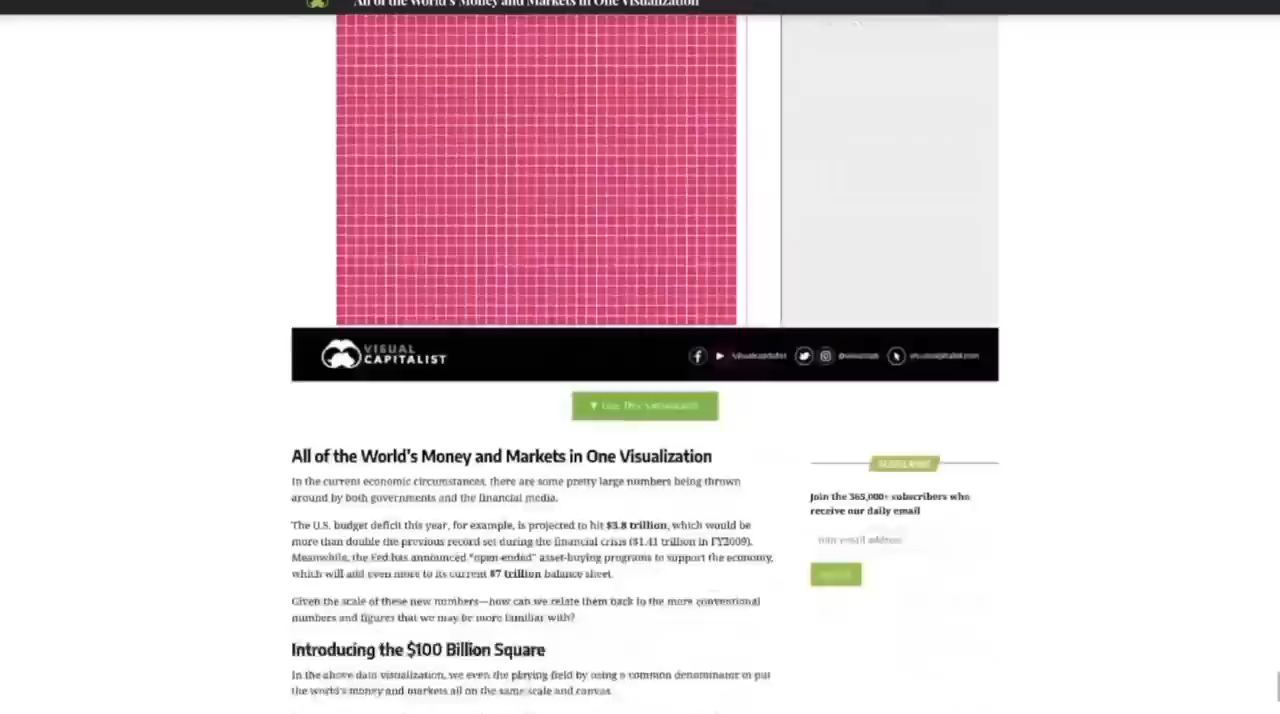 All of the World's Money and Markets in One Visualization
VISUAL
CAPITALIST
All of the World's Money and Markets in One Visualization
In the current economic circumstances, there are some pretty large numbers being thrown
around by both governments and the financial media.
The U.S. budget deficit this year, for example, is projected to hit $3.8 trillion, which would be
more than double the previous record set during the financial crisis ($1.41 trillion in FY2009).
Meanwhile, the Fed has announced "open-ended" asset-buying programs to support the economy,
which will add even more to its current $7 trillion balance sheet.
Given the scale of these new numbers—how can we relate them back to the more conventional
numbers and figures that we may be more familiar with?
Introducing the $100 Billion Square
In the above data visualization, we even the playing field by using a common denominator to put
the world's money and markets all on the same scale and canvas.
SUBSCRIBE
Join the 365,000+ subscribers who
receive our daily email
your email address